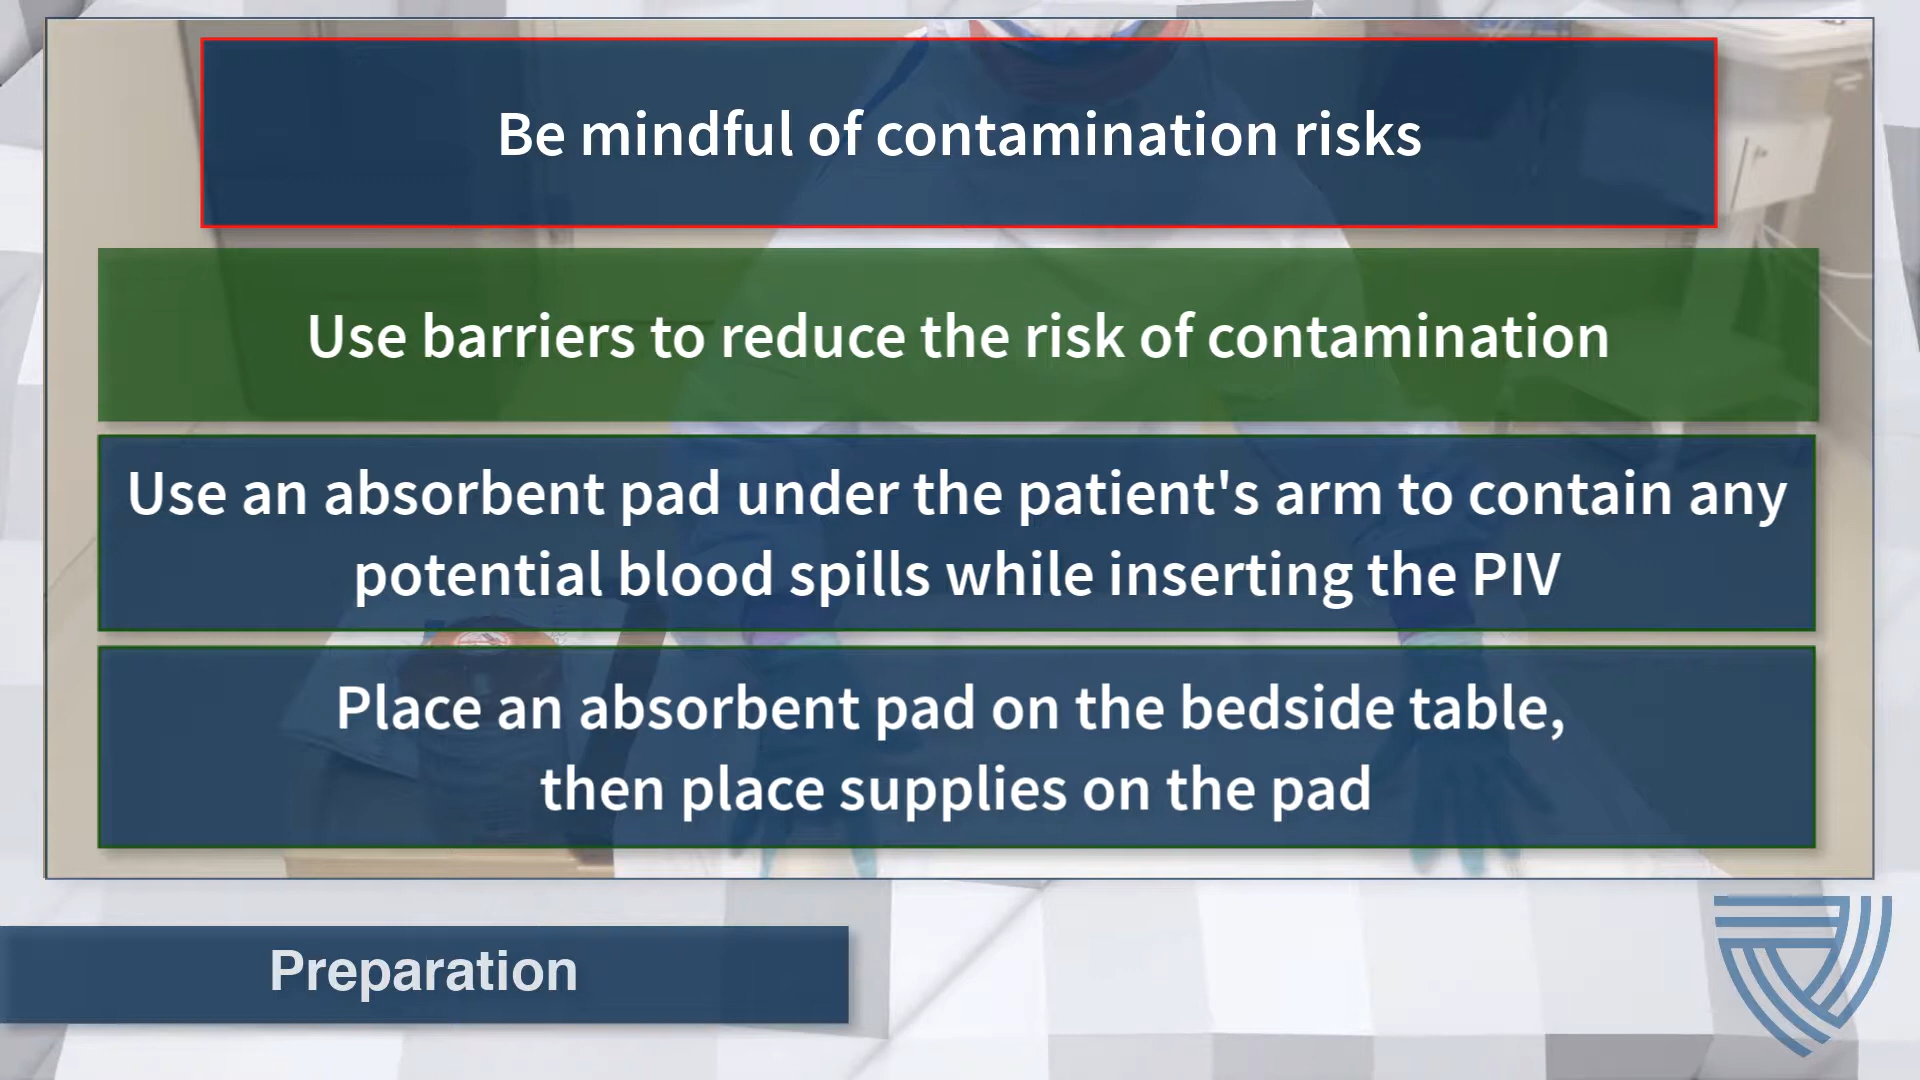 Be mindful of contamination risks
Use barriers to reduce the risk of contamination
Use an absorbent pad under the patient's arm to contain any
potential blood spills while inserting the PIV
Place an absorbent pad on the bedside table,
then place supplies on the pad
Preparation